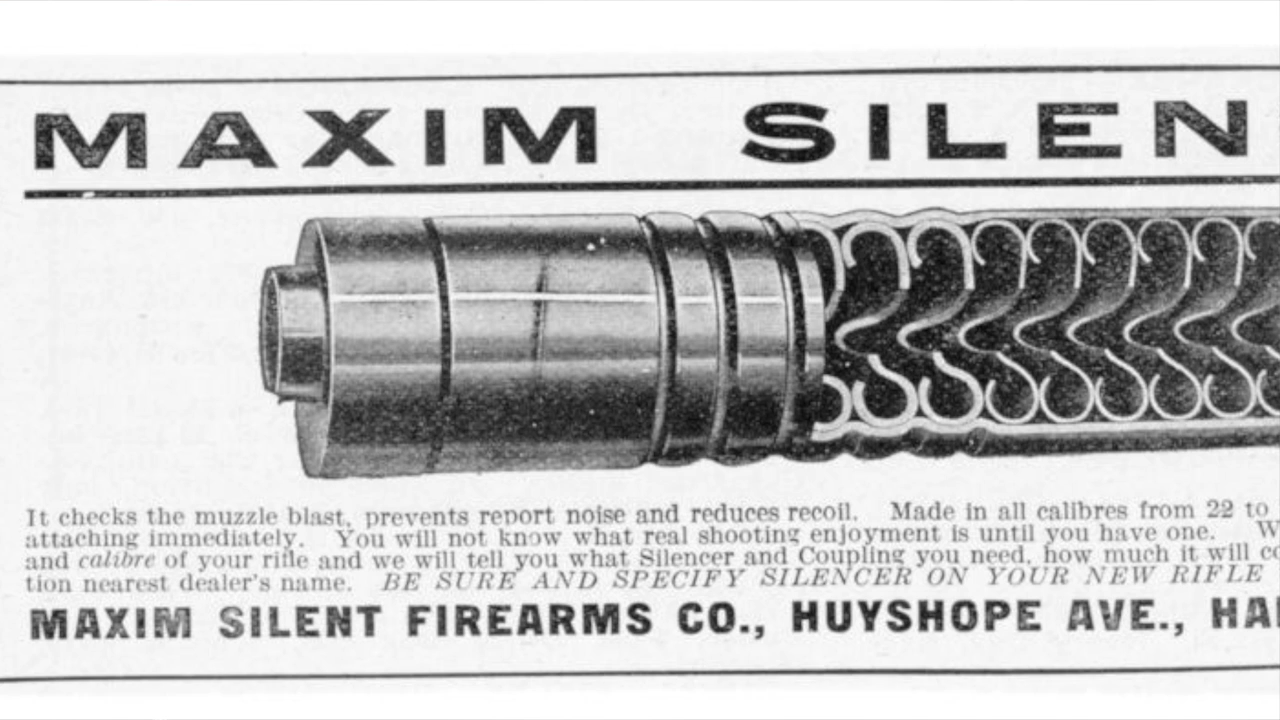 MAXIM SILEN
It checks the muzzle blast, prevents report noise and reduces recoil. Made in all calibres from 22 to
attaching immediately. You will not know what real shooting enjoyment is until you have one. W
and calibre of your rifle and we will tell you what Silencer and Coupling you need, how much it will co
tion nearest dealer's name. BE SURE AND SPECIFY SILENCER ON YOUR NEW RIFLE
MAXIM SILENT FIREARMS CO., HUYSHOPE AVE., HA